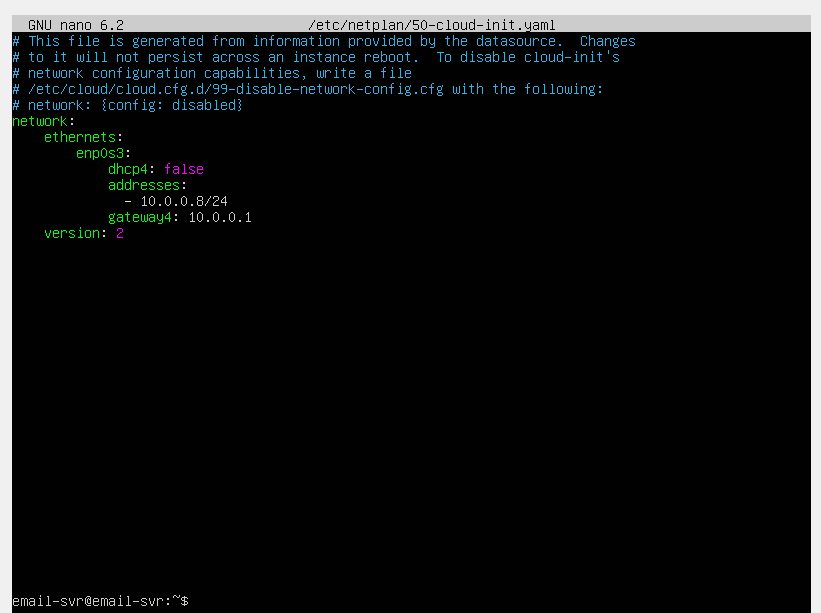 GNU nano 6.2 /etc/netplan/50-cloud-init.yaml
# This file is generated from information provided by the datasource.  Changes
# to it will not persist across an instance reboot.  To disable cloud-init's
# network configuration capabilities, write a file
# /etc/cloud/cloud.cfg.d/99-disable-network-config.cfg with the following:
# network: {config: disabled}
network:
    ethernets:
        enp0s3:
            dhcp4: false
            addresses:
              - 10.0.0.8/24
            gateway4: 10.0.0.1
    version: 2
email-svr@email-svr:~$